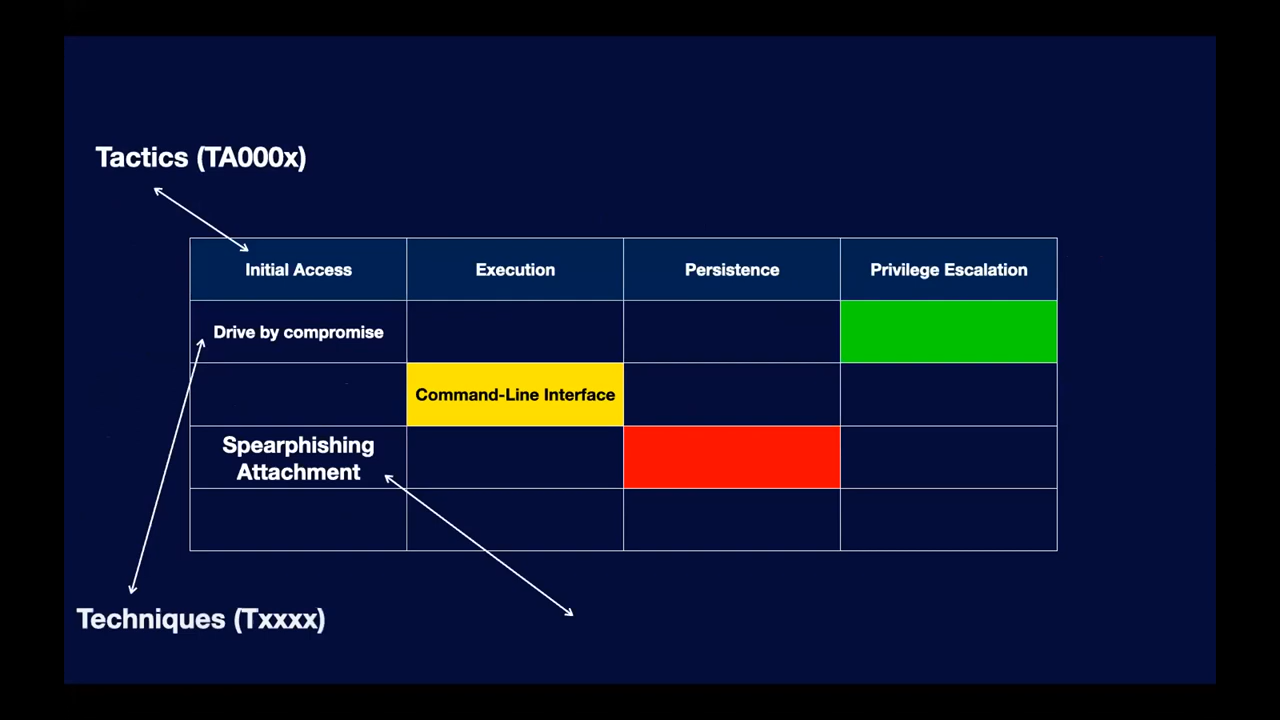 Tactics (TA000x)
Initial Access
Execution
Persistence
Privilege Escalation
Drive by compromise
Command-Line Interface
Spearphishing
Attachment
Techniques (Txxxx)